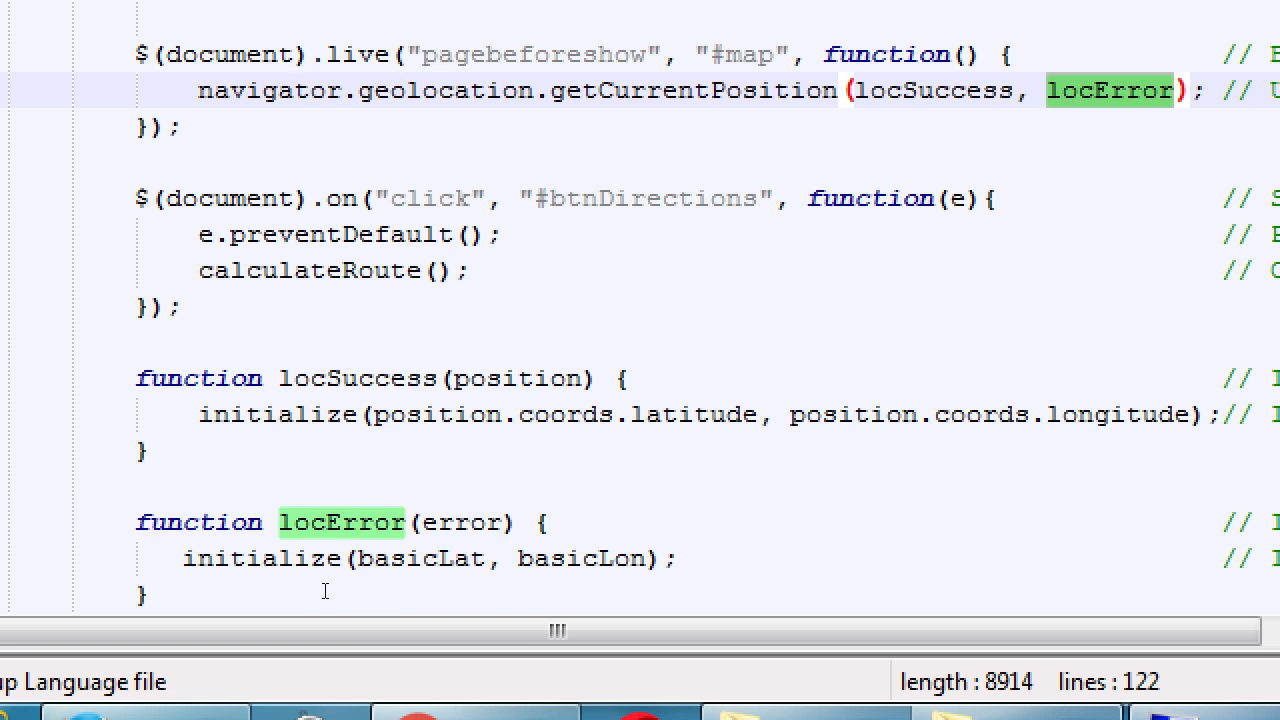 $(document).live("pagebeforeshow", "#map", function() { //
navigator.geolocation.getCurrentPosition(locSuccess, locError); // U
});
$(document).on("click", "#btnDirections", function(e){ // S
e.preventDefault(); //
calculateRoute(); // C
});
function locSuccess(position) { // I
initialize(position.coords.latitude, position.coords.longitude);// I
}
function locError(error) { // I
initialize(basicLat, basicLon); // I
}
up Language file length : 8914 lines : 122